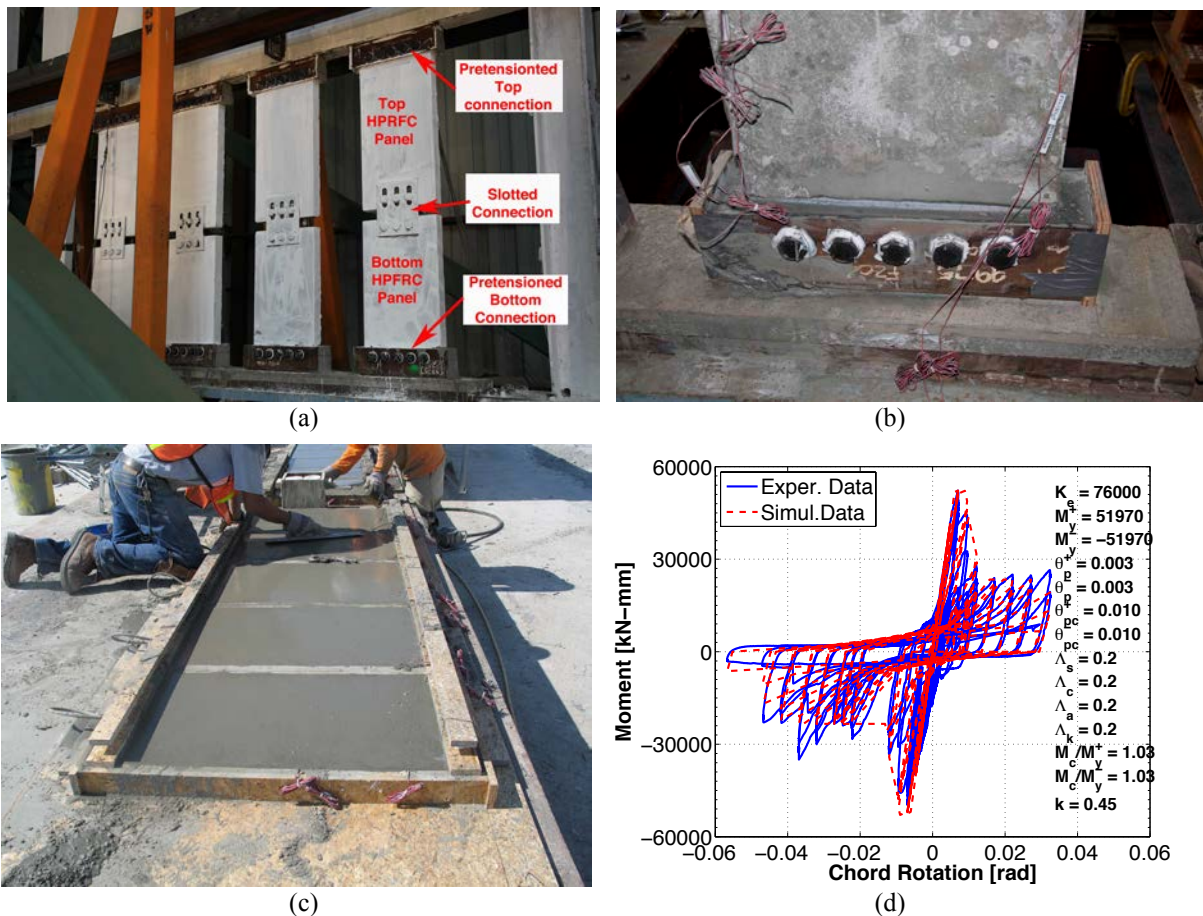 Pretensionted
Top
connenction
Top
HPRFC
Panel
Slotted
Connection
Bottom
HPFRC
Panel
Pretensioned
Bottom
Connection
(a)
(b)
(c)
60000
30000
0
−30000
−60000
−0.06 −0.04 −0.02 0 0.02 0.04 0.06
Moment [kN−mm]
Chord Rotation [rad]
Exper. Data
Simul.Data
K_e = 76000
M_y^+ = 51970
M_y^- = −51970
θ_p^+ = 0.003
θ_p^- = 0.003
θ_pc^+ = 0.010
θ_pc^- = 0.010
Λ_s = 0.2
Λ_c = 0.2
Λ_a = 0.2
Λ_k = 0.2
M_c/M_y^+ = 1.03
M_c/M_y^- = 1.03
k = 0.45
(d)